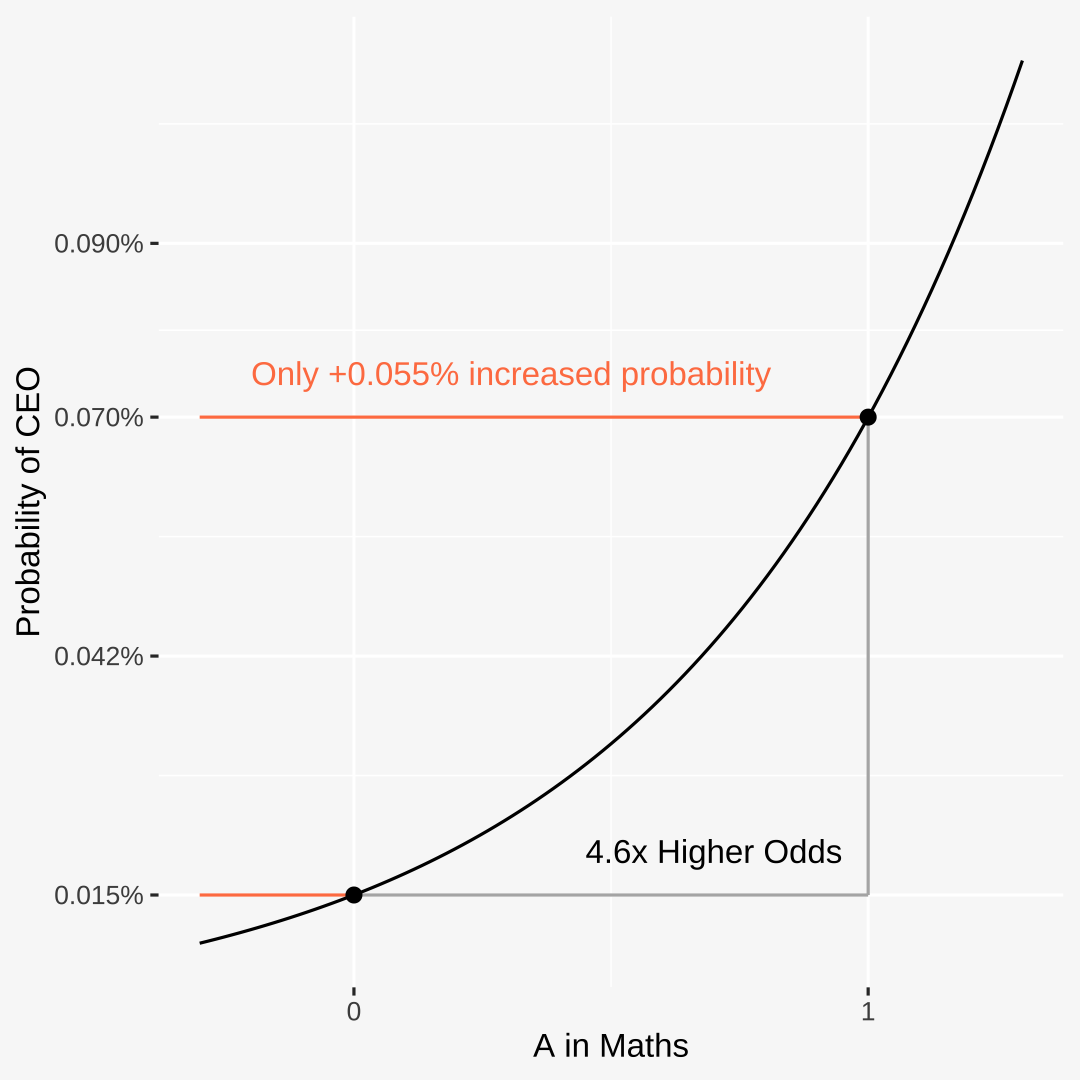 0.090%
Only +0.055% increased probability
0.070%
Probability of CEO
0.042%
4.6x Higher Odds
0.015%
0
1
A in Maths